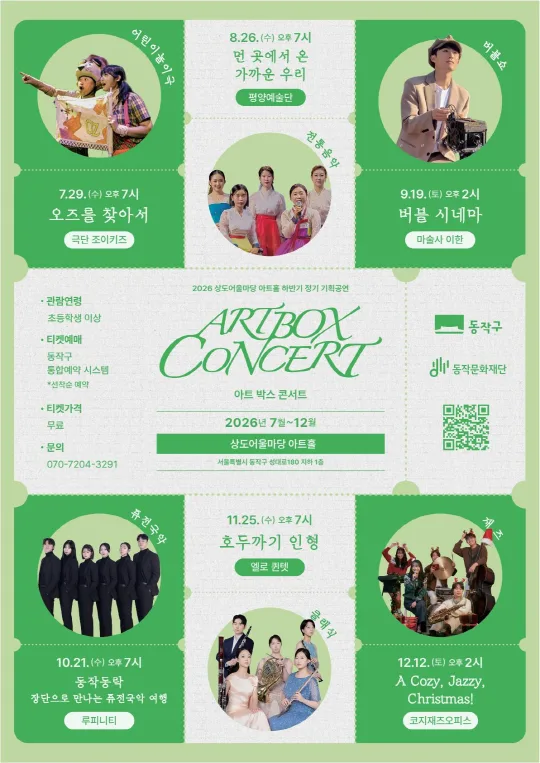 어린이놀이극
7.29.(수) 오후 7시
오즈를 찾아서
극단 조이키즈
8.26.(수) 오후 7시
먼 곳에서 온
가까운 우리
평양예술단
전통음악
버블쇼
9.19.(토) 오후 2시
버블 시네마
마술사 이한
• 관람연령
초등학생 이상
• 티켓예매
동작구
통합예약 시스템
*선착순 예약
• 티켓가격
무료
• 문의
070-7204-3291
2026 상도어울마당 아트홀 하반기 정기 기획공연
ARTBOX
CONCERT
아트 박스 콘서트
2026년 7월~12월
상도어울마당 아트홀
서울특별시 동작구 성대로180 지하 1층
동작구
동작문화재단
퓨전국악
10.21.(수) 오후 7시
동작동락
장단으로 만나는 퓨전국악 여행
루피니티
11.25.(수) 오후 7시
호두까기 인형
옐로 퀸텟
클래식
재즈
12.12.(토) 오후 2시
A Cozy, Jazzy,
Christmas!
코지재즈오피스